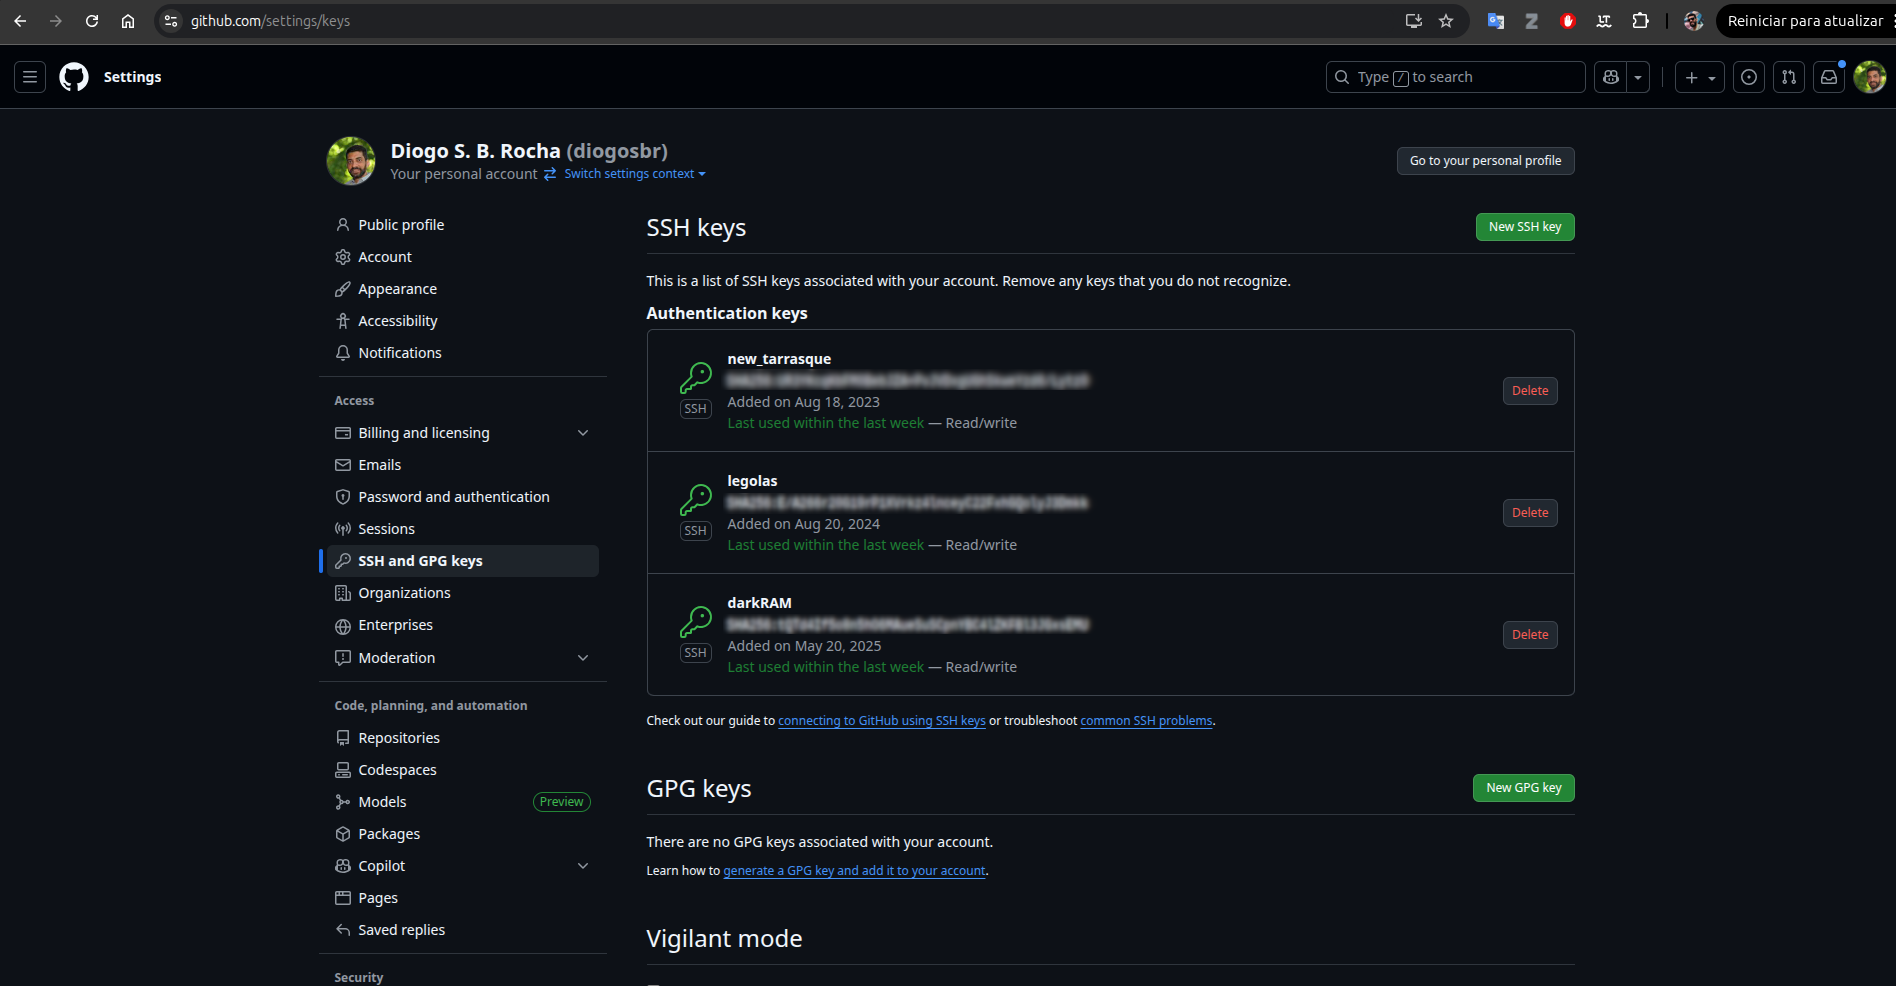 github.com/settings/keys
Reiniciar para atualizar
Settings
Type / to search
Diogo S. B. Rocha (diogosbr)
Your personal account Switch settings context
Go to your personal profile
Public profile
Account
Appearance
Accessibility
Notifications
Access
Billing and licensing
Emails
Password and authentication
Sessions
SSH and GPG keys
Organizations
Enterprises
Moderation
Code, planning, and automation
Repositories
Codespaces
Models Preview
Packages
Copilot
Pages
Saved replies
Security
SSH keys
New SSH key
This is a list of SSH keys associated with your account. Remove any keys that you do not recognize.
Authentication keys
new_tarrasque
SSH
Added on Aug 18, 2023
Last used within the last week — Read/write
Delete
legolas
SSH
Added on Aug 20, 2024
Last used within the last week — Read/write
Delete
darkRAM
SSH
Added on May 20, 2025
Last used within the last week — Read/write
Delete
Check out our guide to connecting to GitHub using SSH keys or troubleshoot common SSH problems.
GPG keys
New GPG key
There are no GPG keys associated with your account.
Learn how to generate a GPG key and add it to your account.
Vigilant mode